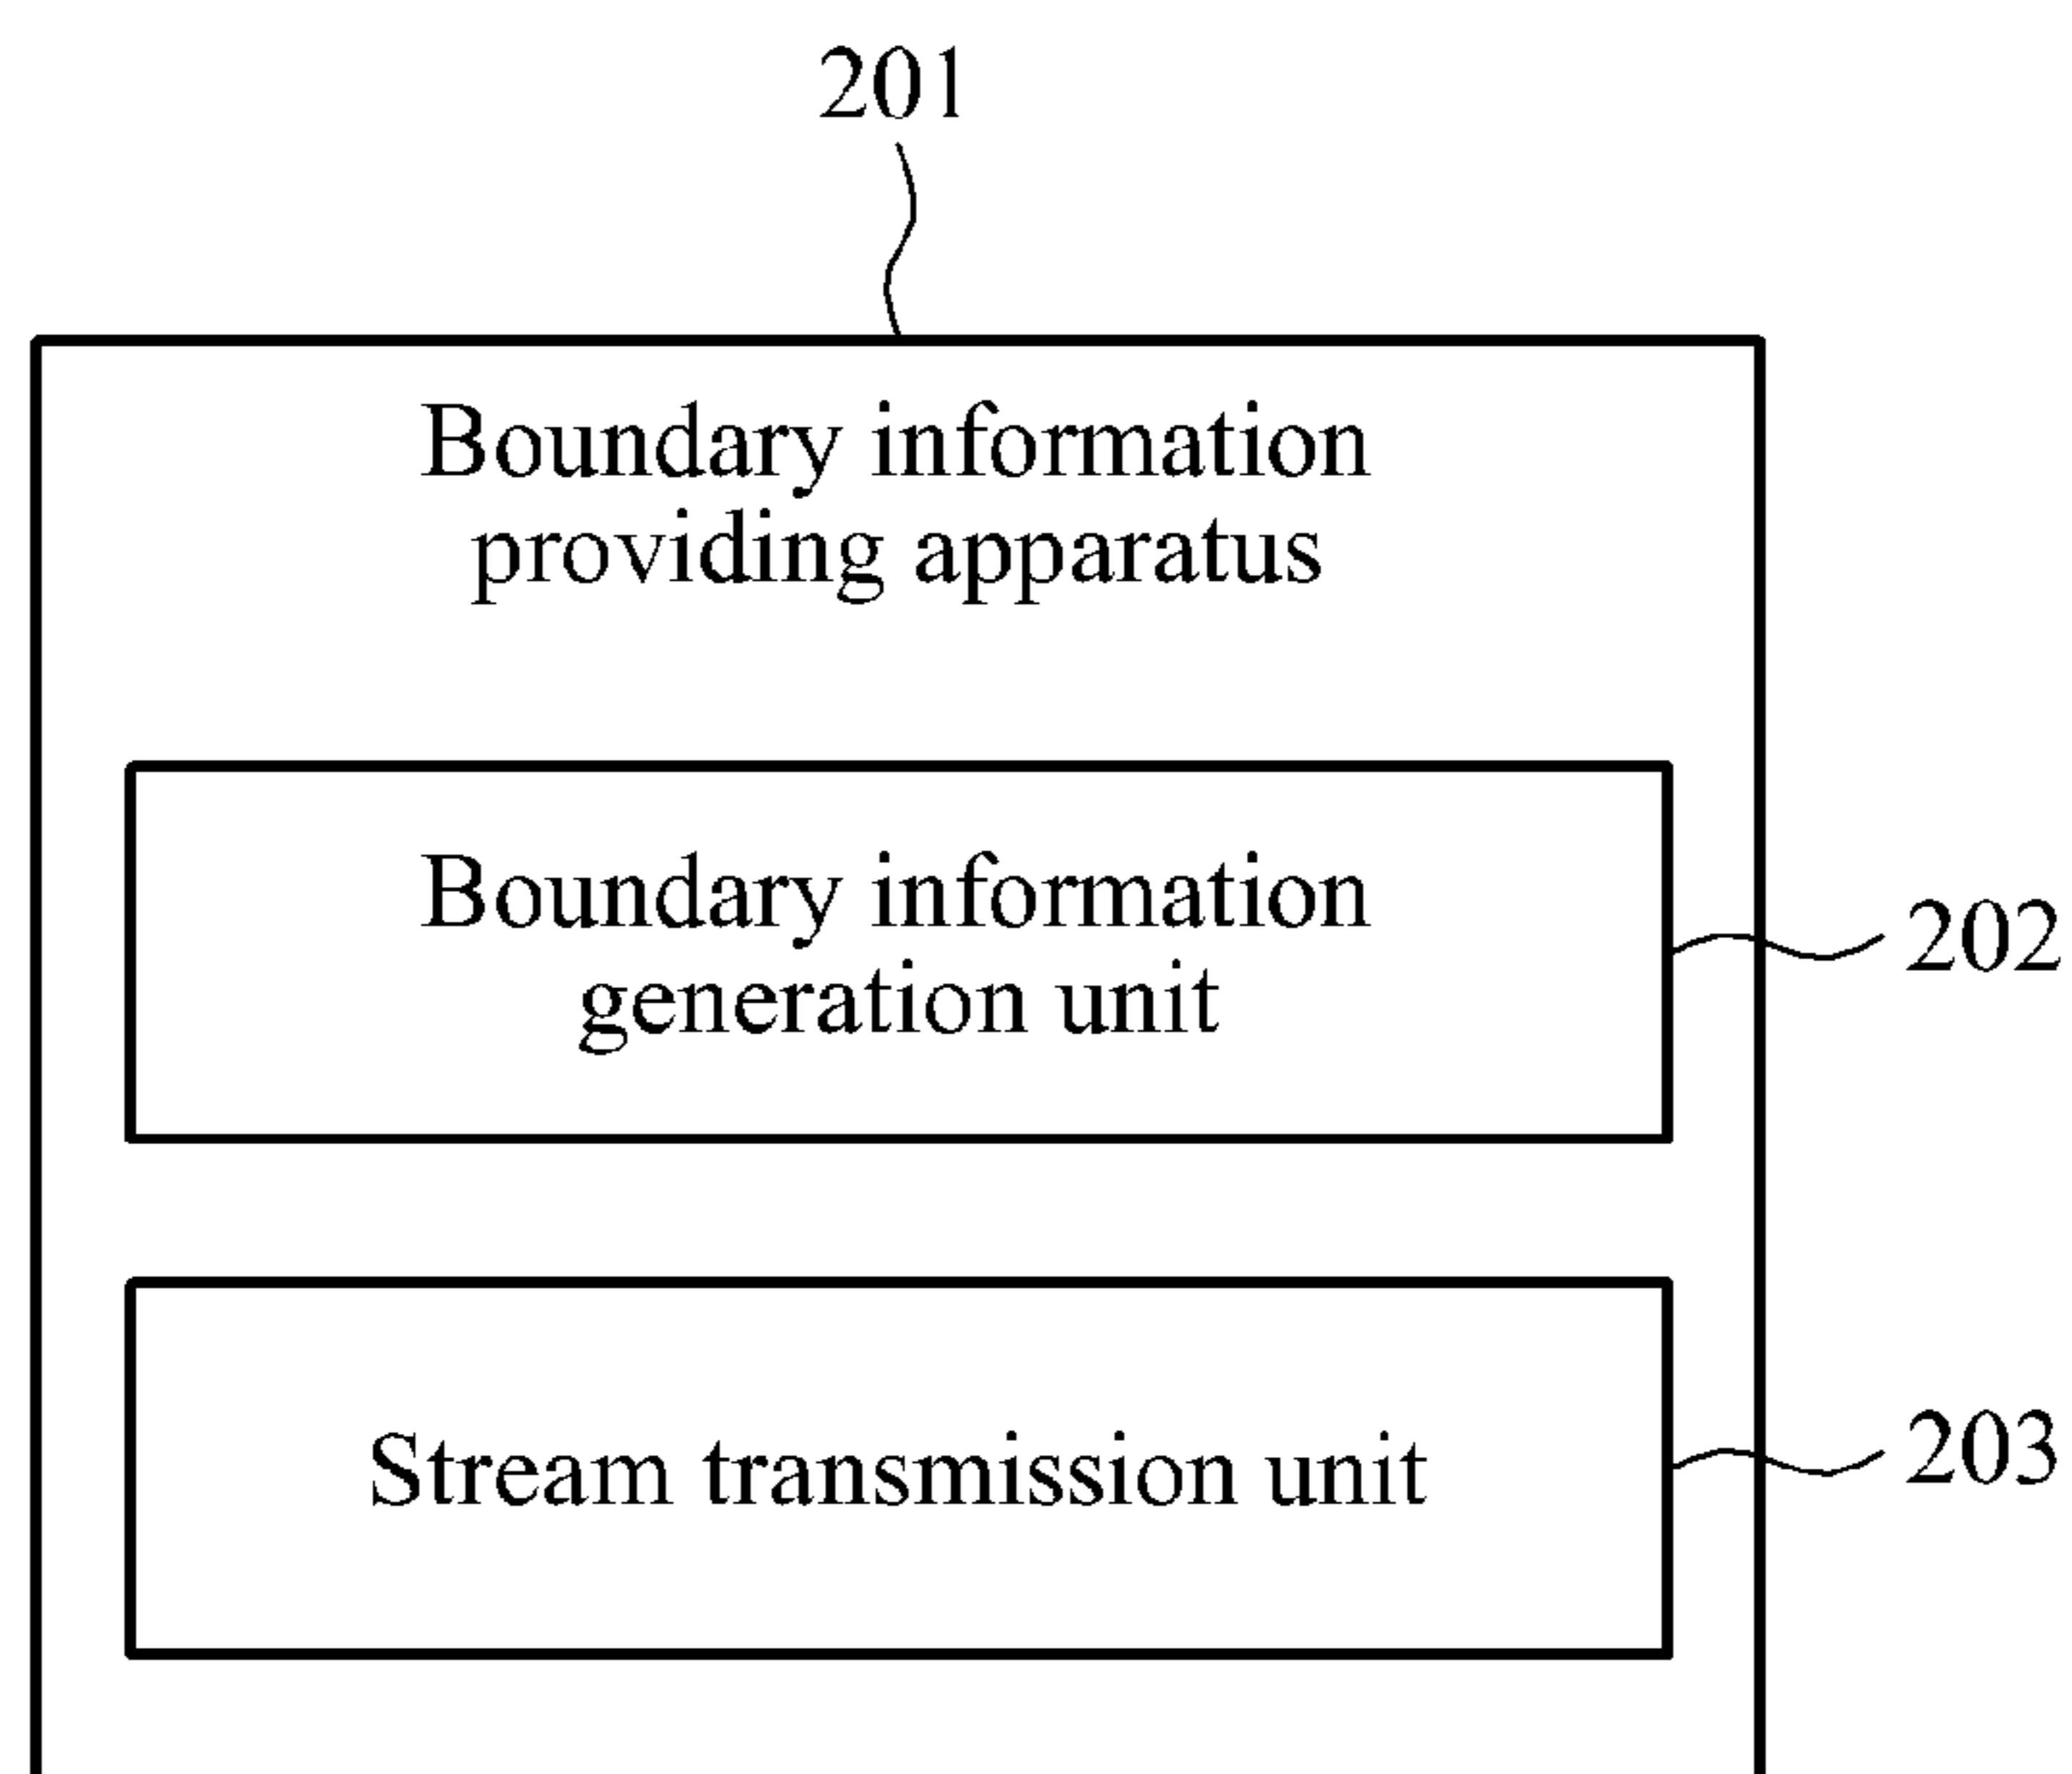 201
Boundary information
providing apparatus
Boundary information
generation unit
202
Stream transmission unit
203